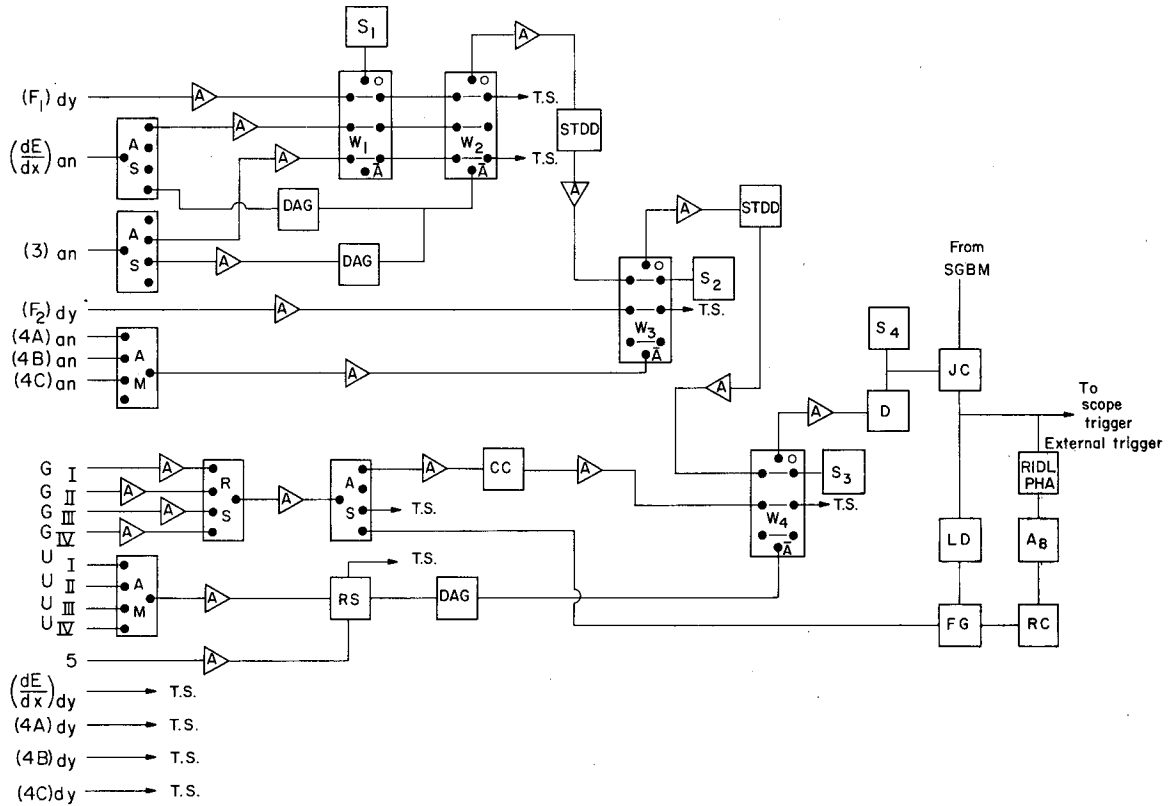 S1
A
(F1) dy
A
T.S.
STDD
(dE/dx) an
A
S
A
W1
W2
A
T.S.
Ā
Ā
O
O
DAG
A
STDD
(3) an
A
S
A
DAG
A
From
SGBM
O
S2
(F2) dy
A
T.S.
W3
Ā
S4
(4A) an
(4B) an
(4C) an
A
M
A
JC
A
A
D
To
scope
trigger
External trigger
O
G I
G II
G III
G IV
A
A
A
A
R
S
A
A
S
A
CC
A
S3
RIDL
PHA
T.S.
T.S.
W4
Ā
U I
U II
U III
U IV
A
M
T.S.
LD
A8
A
RS
DAG
FG
RC
5
A
(dE/dx) dy
T.S.
(4A) dy
T.S.
(4B) dy
T.S.
(4C) dy
T.S.